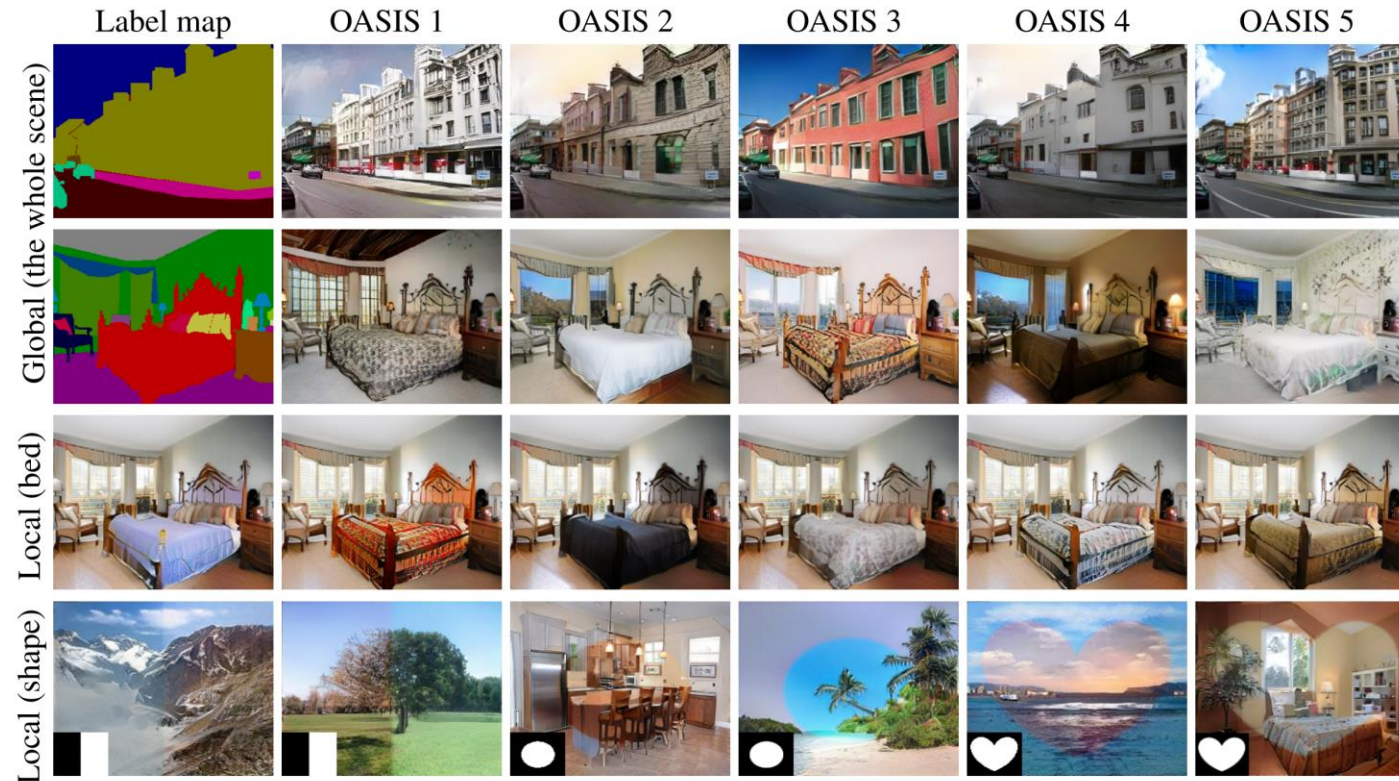 Label map OASIS 1 OASIS 2 OASIS 3 OASIS 4 OASIS 5
Global (the whole scene)
Local (bed)
Local (shape)